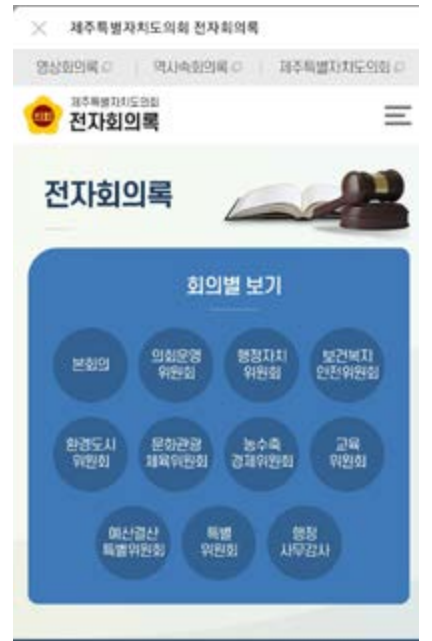 제주특별자치도의회 전자회의록
영상회의록
역사속회의록
제주특별자치도의회
의회
제주특별자치도의회
전자회의록
전자회의록
회의별 보기
본회의
의회운영
위원회
행정자치
위원회
보건복지
안전위원회
환경도시
위원회
문화관광
체육위원회
농수축
경제위원회
교육
위원회
예산결산
특별위원회
특별
위원회
행정
사무감사